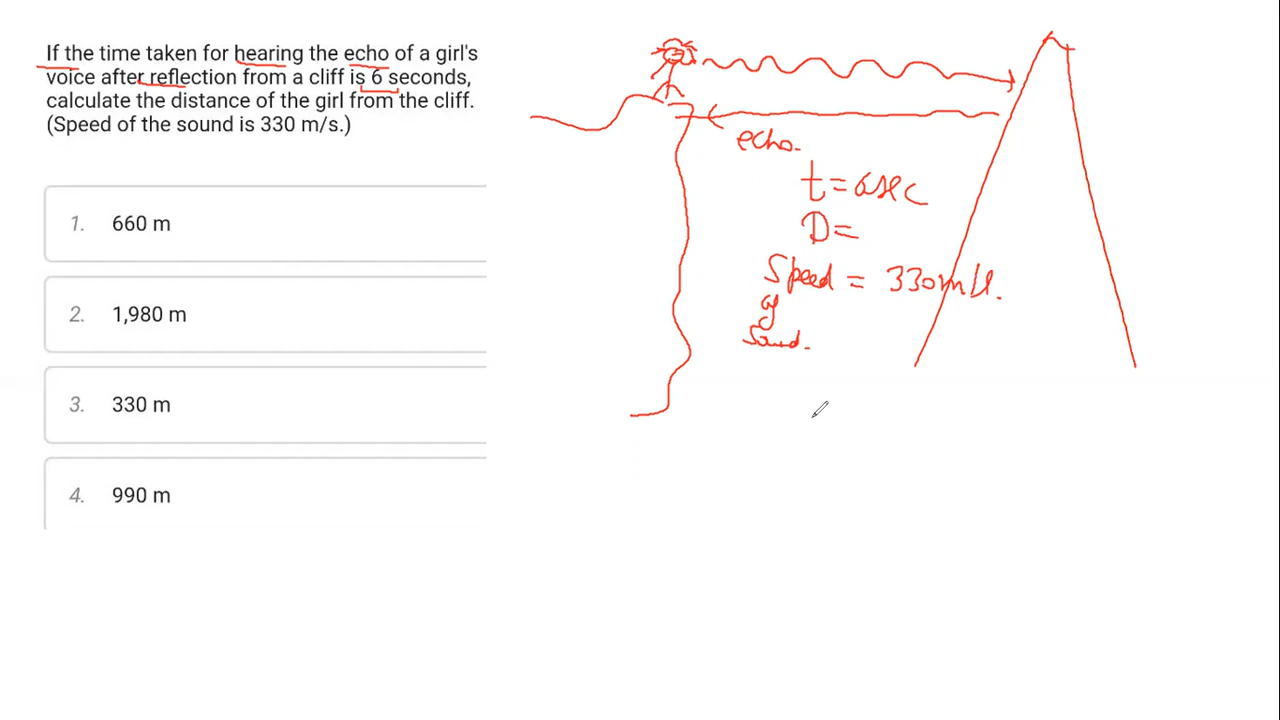 If the time taken for hearing the echo of a girl's
voice after reflection from a cliff is 6 seconds,
calculate the distance of the girl from the cliff.
(Speed of the sound is 330 m/s.)
1. 660 m
2. 1,980 m
3. 330 m
4. 990 m
echo.
t = 6sec
D =
Speed = 330m/s.
of
Sound.